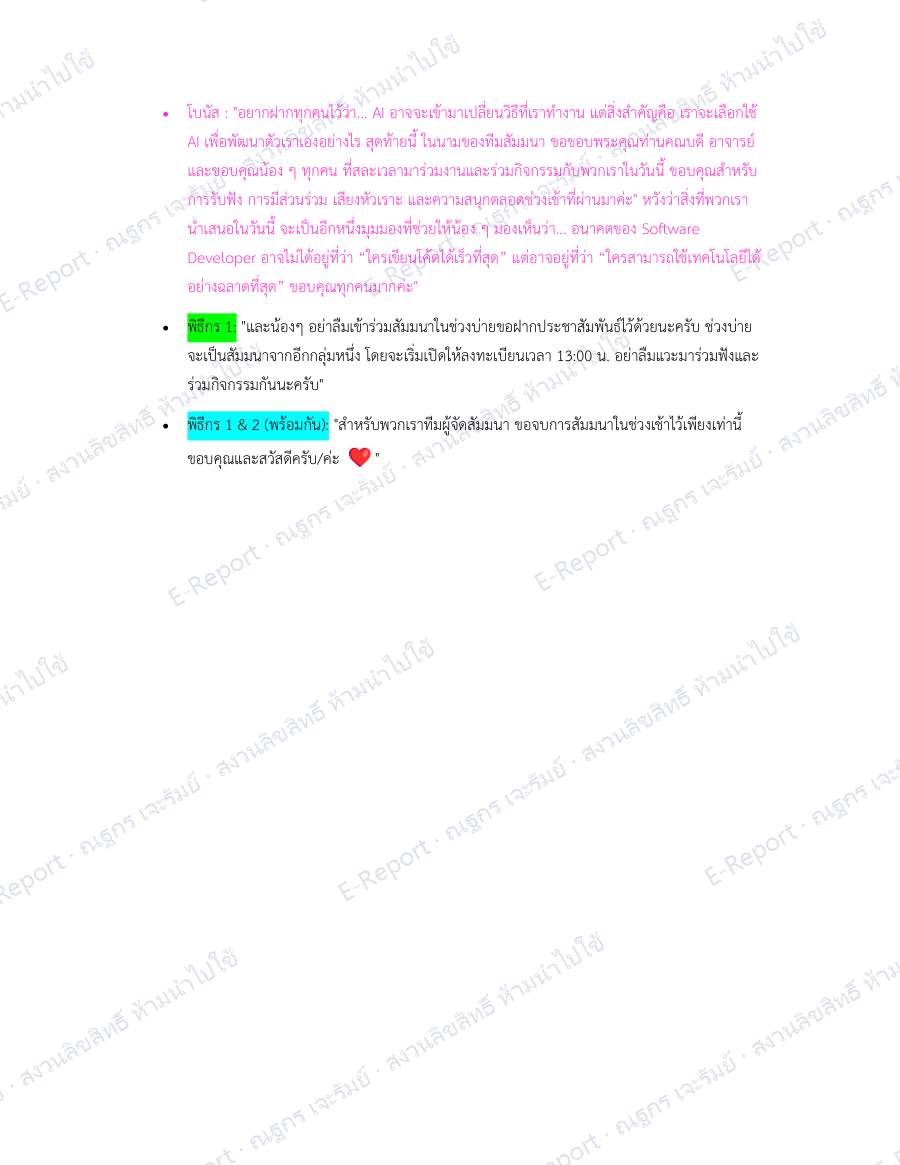 • โบนัส : "อยากฝากทุกคนไว้ว่า... AI อาจจะเข้ามาเปลี่ยนวิธีที่เราทำงาน แต่สิ่งสำคัญคือ เราจะเลือกใช้
AI เพื่อพัฒนาตัวเราเองอย่างไร สุดท้ายนี้ ในนามของทีมสัมมนา ขอขอบพระคุณท่านคณบดี อาจารย์
และขอบคุณน้อง ๆ ทุกคน ที่สละเวลามาร่วมงานและร่วมกิจกรรมกับพวกเราในวันนี้ ขอบคุณสำหรับ
การรับฟัง การมีส่วนร่วม เสียงหัวเราะ และความสนุกตลอดช่วงเช้าที่ผ่านมาค่ะ" หวังว่าสิ่งที่พวกเรา
นำเสนอในวันนี้ จะเป็นอีกหนึ่งมุมมองที่ช่วยให้น้อง ๆ มองเห็นว่า... อนาคตของ Software
Developer อาจไม่ได้อยู่ที่ว่า “ใครเขียนโค้ดได้เร็วที่สุด” แต่อาจอยู่ที่ว่า “ใครสามารถใช้เทคโนโลยีได้
อย่างฉลาดที่สุด” ขอบคุณทุกคนมากค่ะ"
• พิธีกร 1: "และน้องๆ อย่าลืมเข้าร่วมสัมมนาในช่วงบ่ายขอฝากประชาสัมพันธ์ไว้ด้วยนะครับ ช่วงบ่าย
จะเป็นสัมมนาจากอีกกลุ่มหนึ่ง โดยจะเริ่มเปิดให้ลงทะเบียนเวลา 13:00 น. อย่าลืมแวะมาร่วมฟังและ
ร่วมกิจกรรมกันนะครับ"
• พิธีกร 1 & 2 (พร้อมกัน): "สำหรับพวกเราทีมผู้จัดสัมมนา ขอจบการสัมมนาในช่วงเช้าไว้เพียงเท่านี้
ขอบคุณและสวัสดีครับ/ค่ะ ❤️ "
E-Report · ณฐกร เจะรัมย์ · สงวนลิขสิทธิ์ ห้ามนำไปใช้